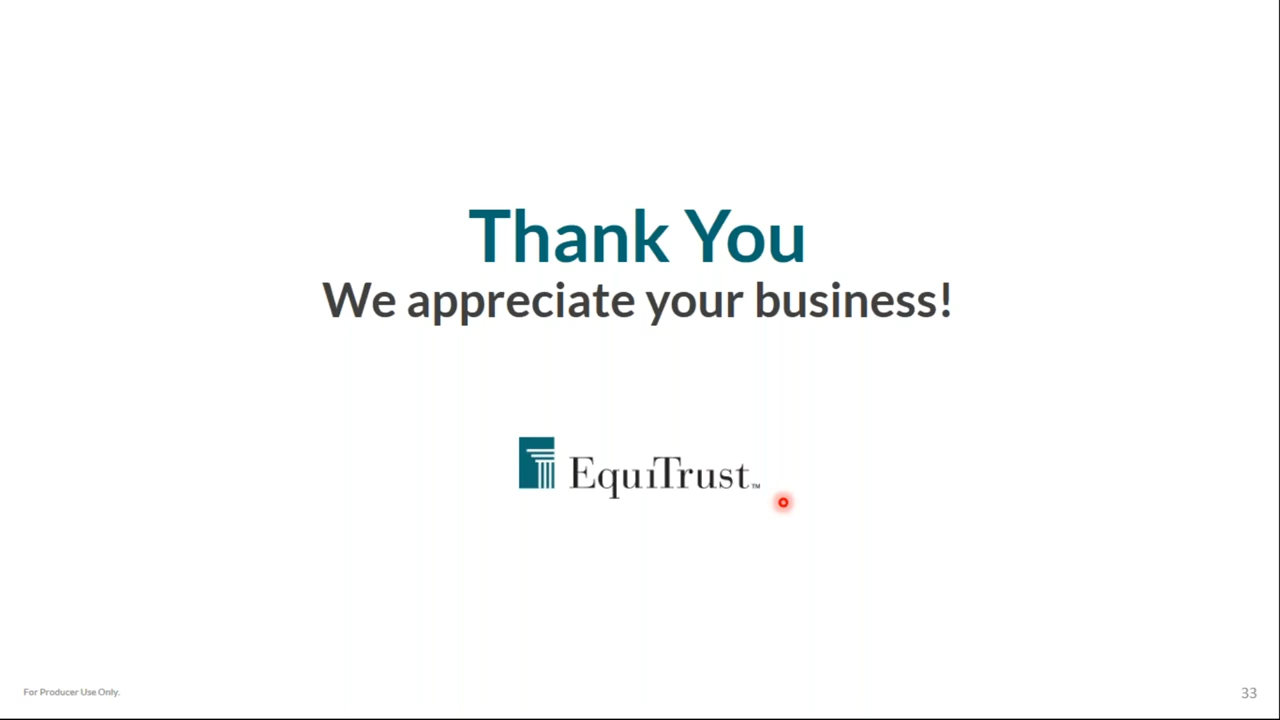 Thank You
We appreciate your business!
EquiTrust™
For Producer Use Only.
33